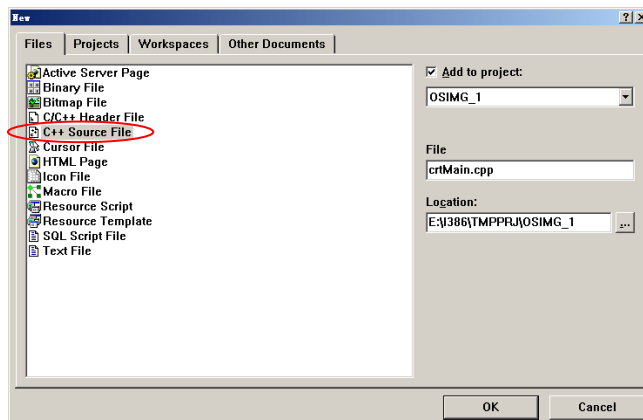 New
Files Projects Workspaces Other Documents
Active Server Page
Binary File
Bitmap File
C/C++ Header File
C++ Source File
Cursor File
HTML Page
Icon File
Macro File
Resource Script
Resource Template
SQL Script File
Text File
Add to project:
OSIMG_1
File
crtMain.cpp
Location:
E:\I386\TMPPRJ\OSIMG_1
...
OK Cancel